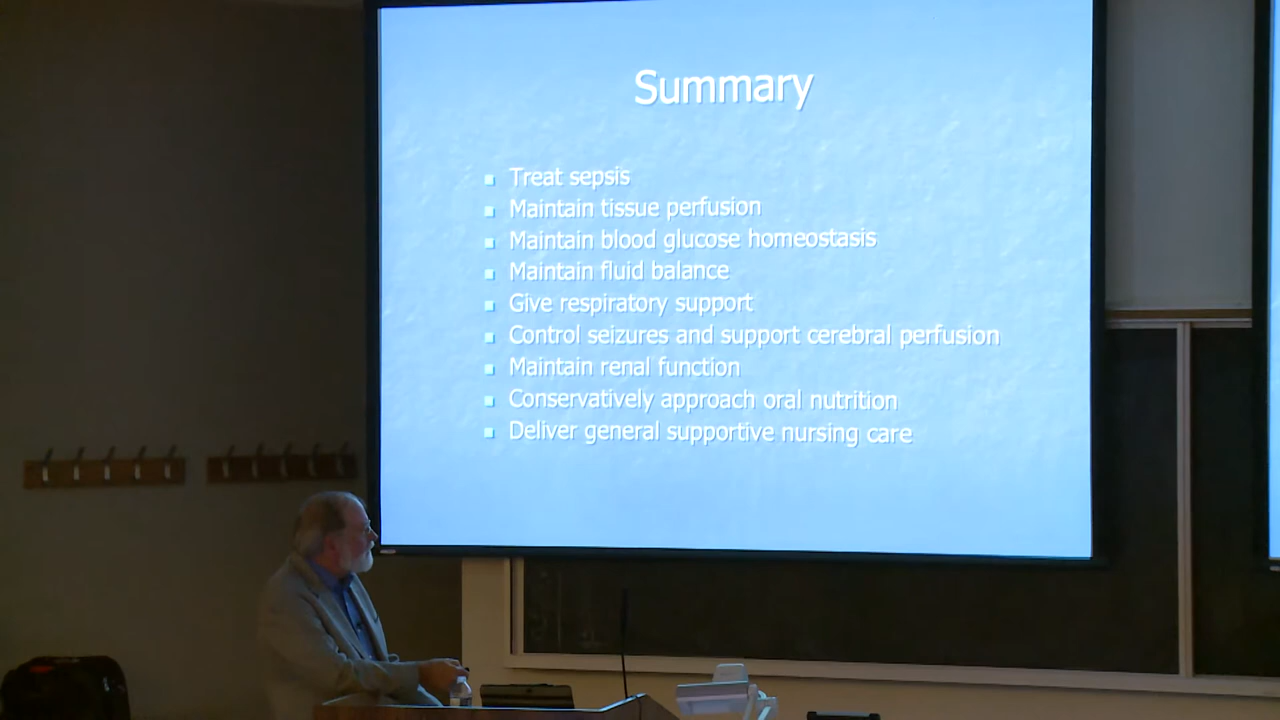 Summary
Treat sepsis
Maintain tissue perfusion
Maintain blood glucose homeostasis
Maintain fluid balance
Give respiratory support
Control seizures and support cerebral perfusion
Maintain renal function
Conservatively approach oral nutrition
Deliver general supportive nursing care